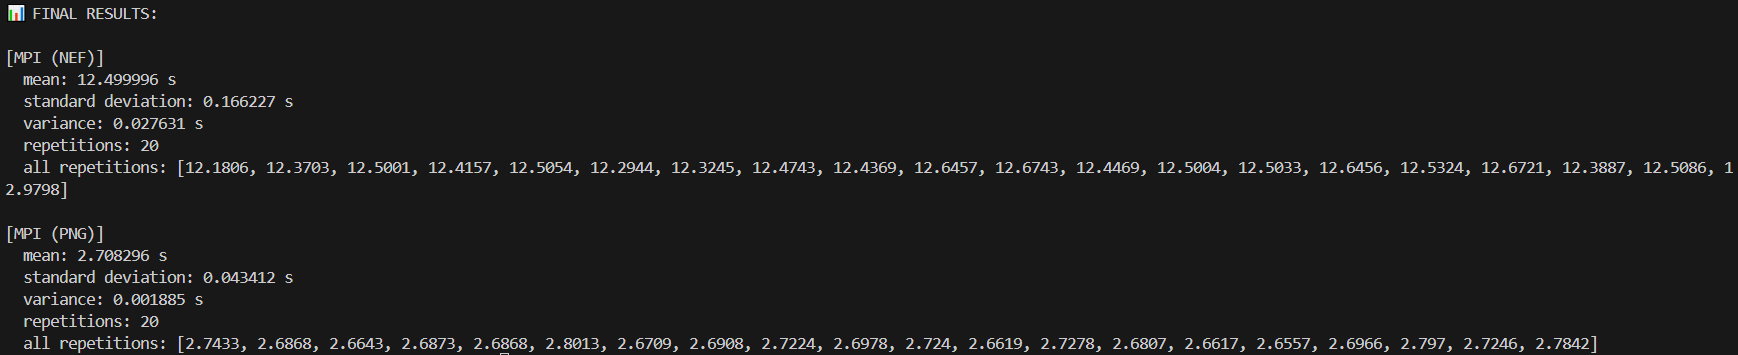 📊 FINAL RESULTS:
[MPI (NEF)]
mean: 12.499996 s
standard deviation: 0.166227 s
variance: 0.027631 s
repetitions: 20
all repetitions: [12.1806, 12.3703, 12.5001, 12.4157, 12.5054, 12.2944, 12.3245, 12.4743, 12.4369, 12.6457, 12.6743, 12.4469, 12.5004, 12.5033, 12.6456, 12.5324, 12.6721, 12.3887, 12.5086, 1
2.9798]
[MPI (PNG)]
mean: 2.708296 s
standard deviation: 0.043412 s
variance: 0.001885 s
repetitions: 20
all repetitions: [2.7433, 2.6868, 2.6643, 2.6873, 2.6868, 2.8013, 2.6709, 2.6908, 2.7224, 2.6978, 2.724, 2.6619, 2.7278, 2.6807, 2.6617, 2.6557, 2.6966, 2.797, 2.7246, 2.7842]